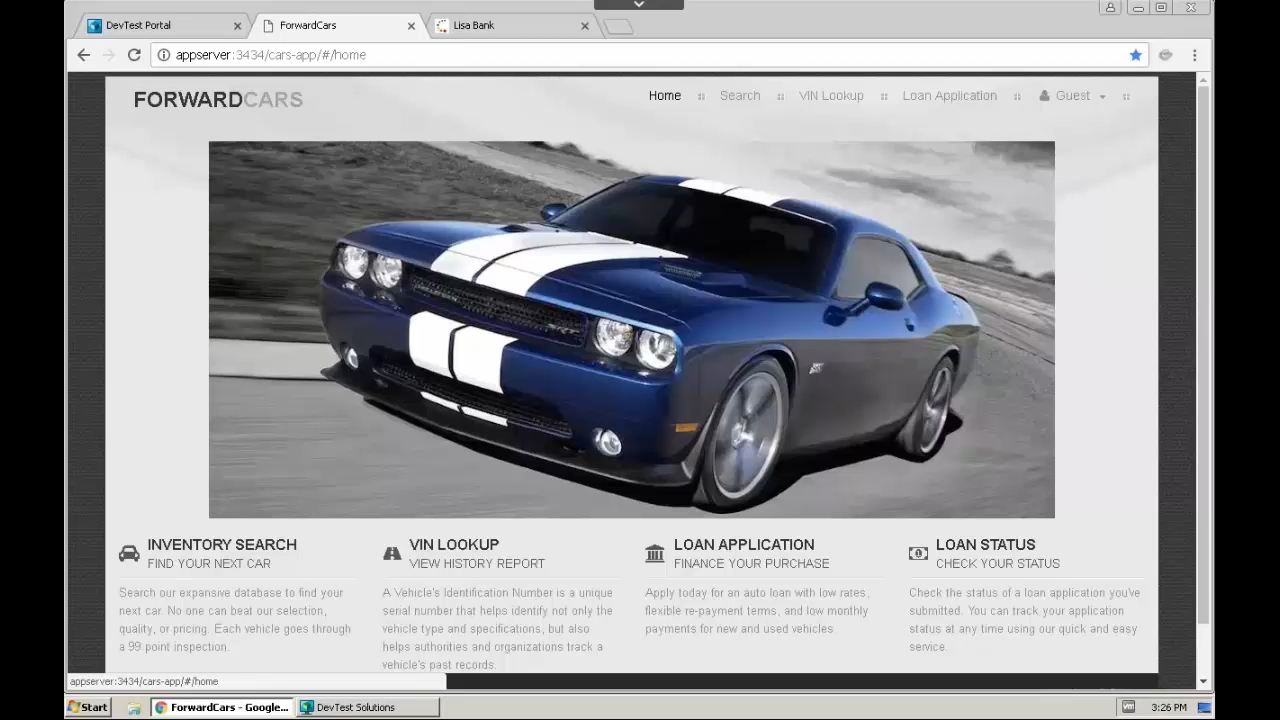 DevTest Portal
ForwardCars
Lisa Bank
appserver:3434/cars-app/#/home
FORWARDCARS
Home
Search
VIN Lookup
Loan Application
Guest
INVENTORY SEARCH
FIND YOUR NEXT CAR
Search our expansive database to find your
next car. No one can beat our selection,
quality, or pricing. Each vehicle goes through
a 99 point inspection.
VIN LOOKUP
VIEW HISTORY REPORT
A Vehicle's Identification Number is a unique
serial number that helps identify not only the
vehicle type and specifications, but also
helps authorities and organizations track a
vehicle's past records.
LOAN APPLICATION
FINANCE YOUR PURCHASE
Apply today for an auto loan with low rates,
flexible re-payment terms, and low monthly
payments for new and used vehicles.
LOAN STATUS
CHECK YOUR STATUS
Check the status of a loan application you've
submitted. You can track your application
status at any time using our quick and easy
service.
appserver:3434/cars-app/#/home
Start
ForwardCars - Google...
DevTest Solutions
3:26 PM